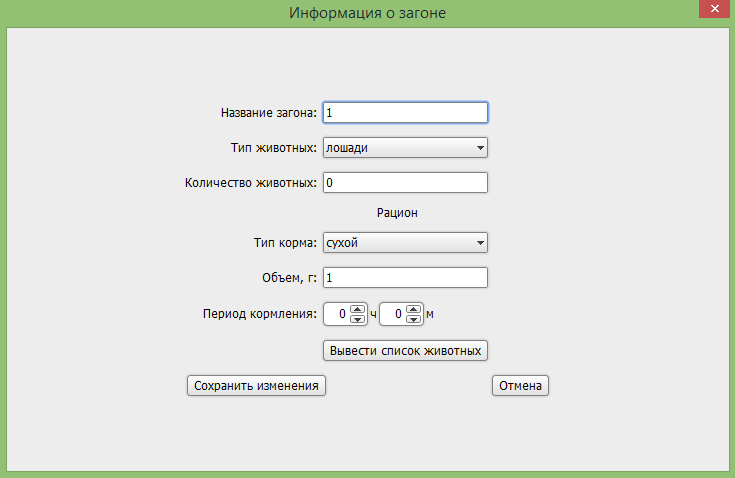 Информация о загоне
Название загона: 1
Тип животных: лошади
Количество животных: 0
Рацион
Тип корма: сухой
Объем, г: 1
Период кормления: 0 ч 0 м
Вывести список животных
Сохранить изменения Отмена